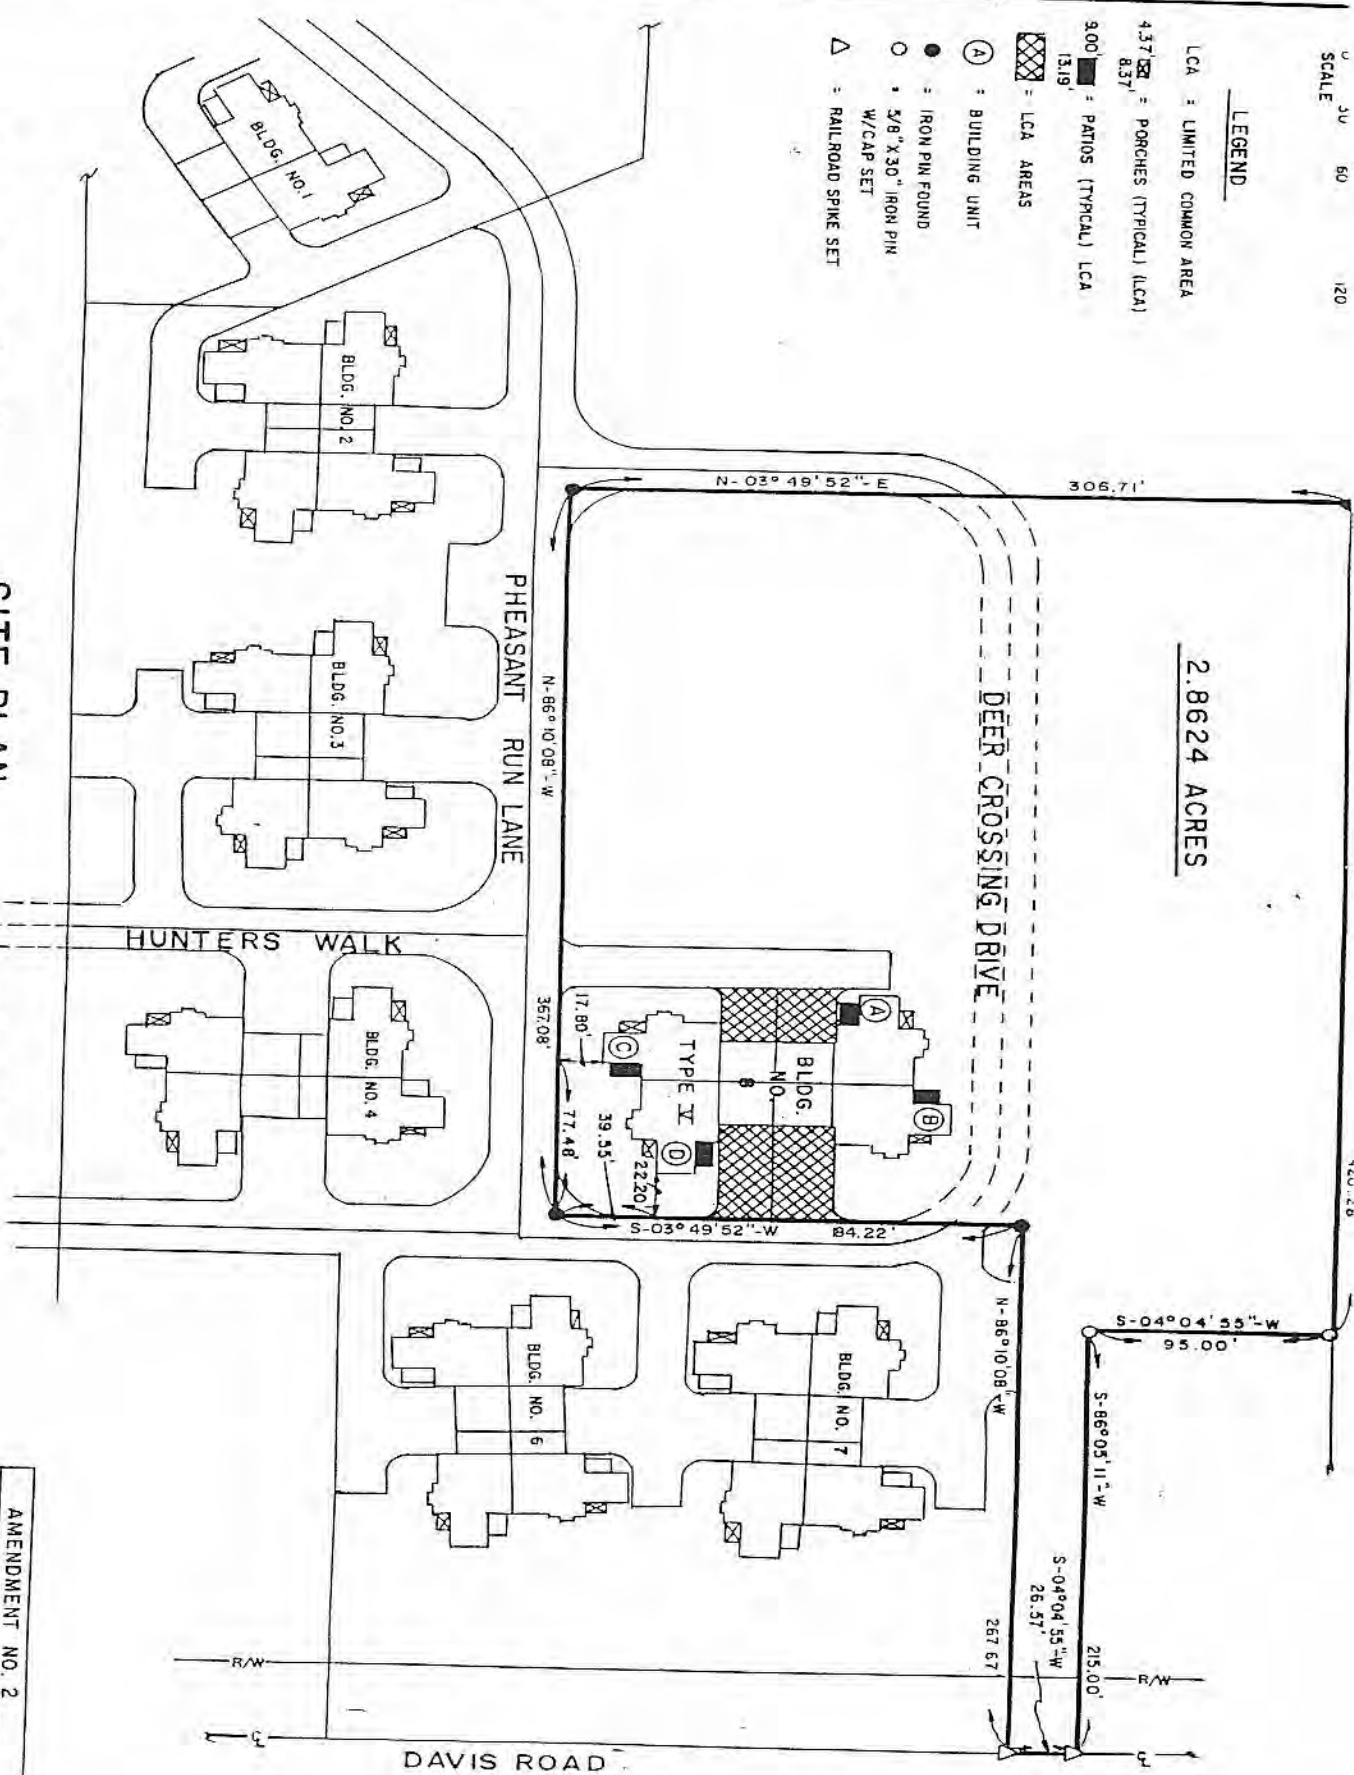 SCALE
30 60 120
LEGEND
LCA = LIMITED COMMON AREA
4.37'
8.37'
= PORCHES (TYPICAL) (LCA)
9.00'
13.19'
= PATIOS (TYPICAL) LCA
= LCA AREAS
A = BUILDING UNIT
= IRON PIN FOUND
= 5/8" X 30" IRON PIN
W/CAP SET
= RAILROAD SPIKE SET
2.8624 ACRES
N-03° 49' 52"-E
306.71'
DEER CROSSING DRIVE
PHEASANT RUN LANE
N-86° 10' 08"-W
367.08'
HUNTERS WALK
BLDG. NO. 1
BLDG. NO. 2
BLDG. NO. 3
BLDG. NO. 4
BLDG.
NO.
8
TYPE V
A
B
C
D
17.80'
77.48'
39.55'
22.20'
S-03° 49' 52"-W
184.22'
BLDG. NO. 6
BLDG. NO. 7
N-86° 10' 08"-W
267.67
S-04° 04' 55"-W
95.00'
S-86° 05' 11"-W
215.00'
S-04° 04' 55"-W
26.57'
R/W
R/W
DAVIS ROAD
SITE PLAN
AMENDMENT NO. 2